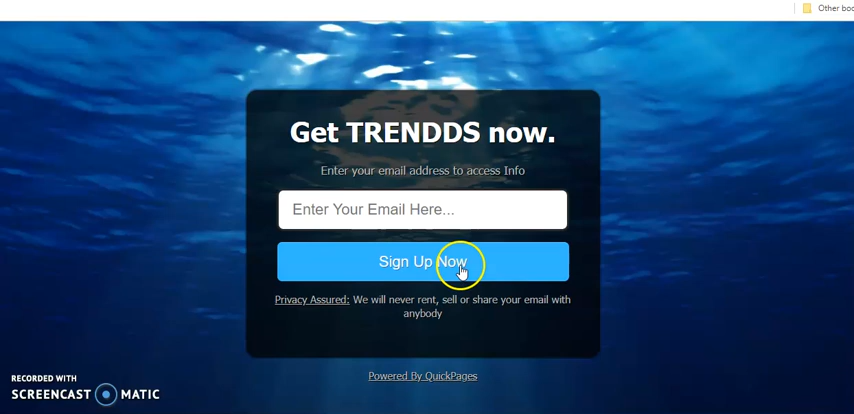 Other boo
Get TRENDDS now.
Enter your email address to access Info
Enter Your Email Here...
Sign Up Now
Privacy Assured: We will never rent, sell or share your email with
anybody
Powered By QuickPages
RECORDED WITH
SCREENCAST MATIC